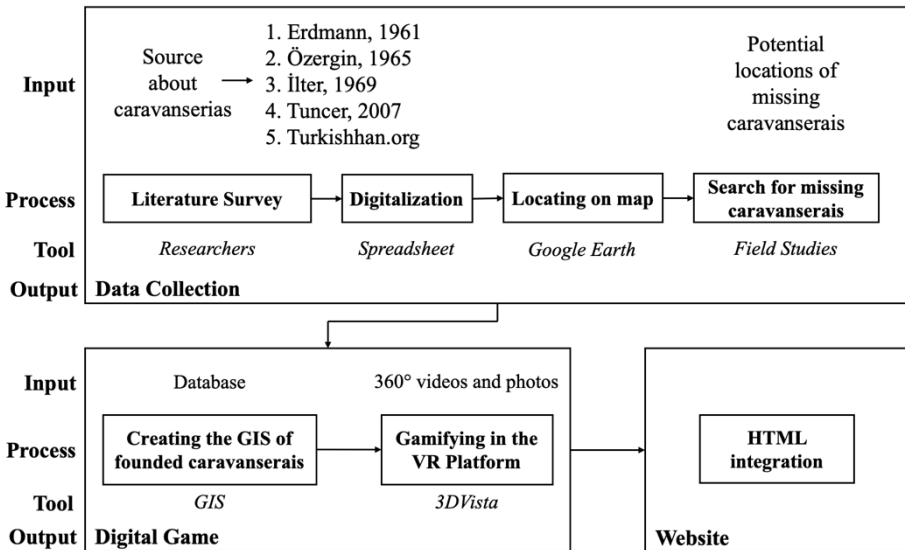 Input
Source
about
caravanserias
1. Erdmann, 1961
2. Özergin, 1965
3. İlter, 1969
4. Tuncer, 2007
5. Turkishhan.org
Potential
locations of
missing
caravanserais
Process
Literature Survey
Digitalization
Locating on map
Search for missing
caravanserais
Tool
Researchers
Spreadsheet
Google Earth
Field Studies
Output
Data Collection
Input
Database
360° videos and photos
Process
Creating the GIS of
founded caravanserais
Gamifying in the
VR Platform
HTML
integration
Tool
GIS
3DVista
Output
Digital Game
Website